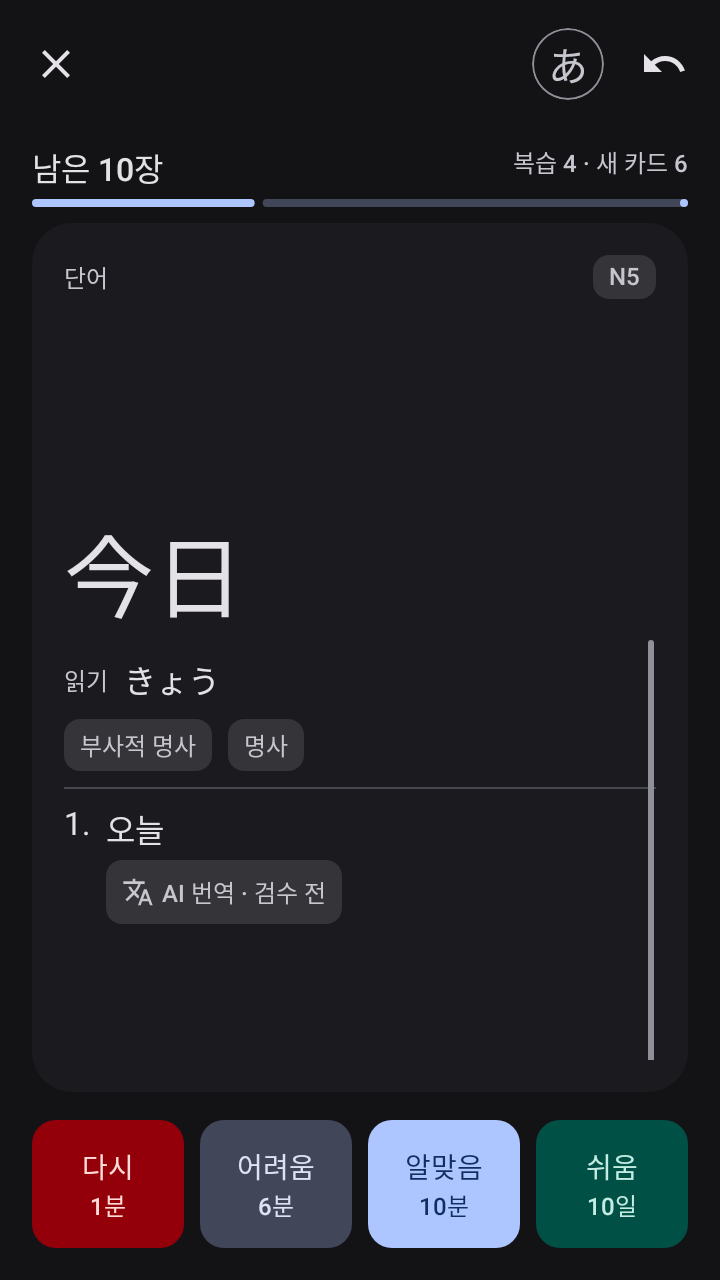 あ
남은 10장
복습 4 · 새 카드 6
단어
N5
今日
읽기 きょう
부사적 명사 명사
1. 오늘
AI 번역 · 검수 전
다시 어려움 알맞음 쉬움
1분 6분 10분 10일